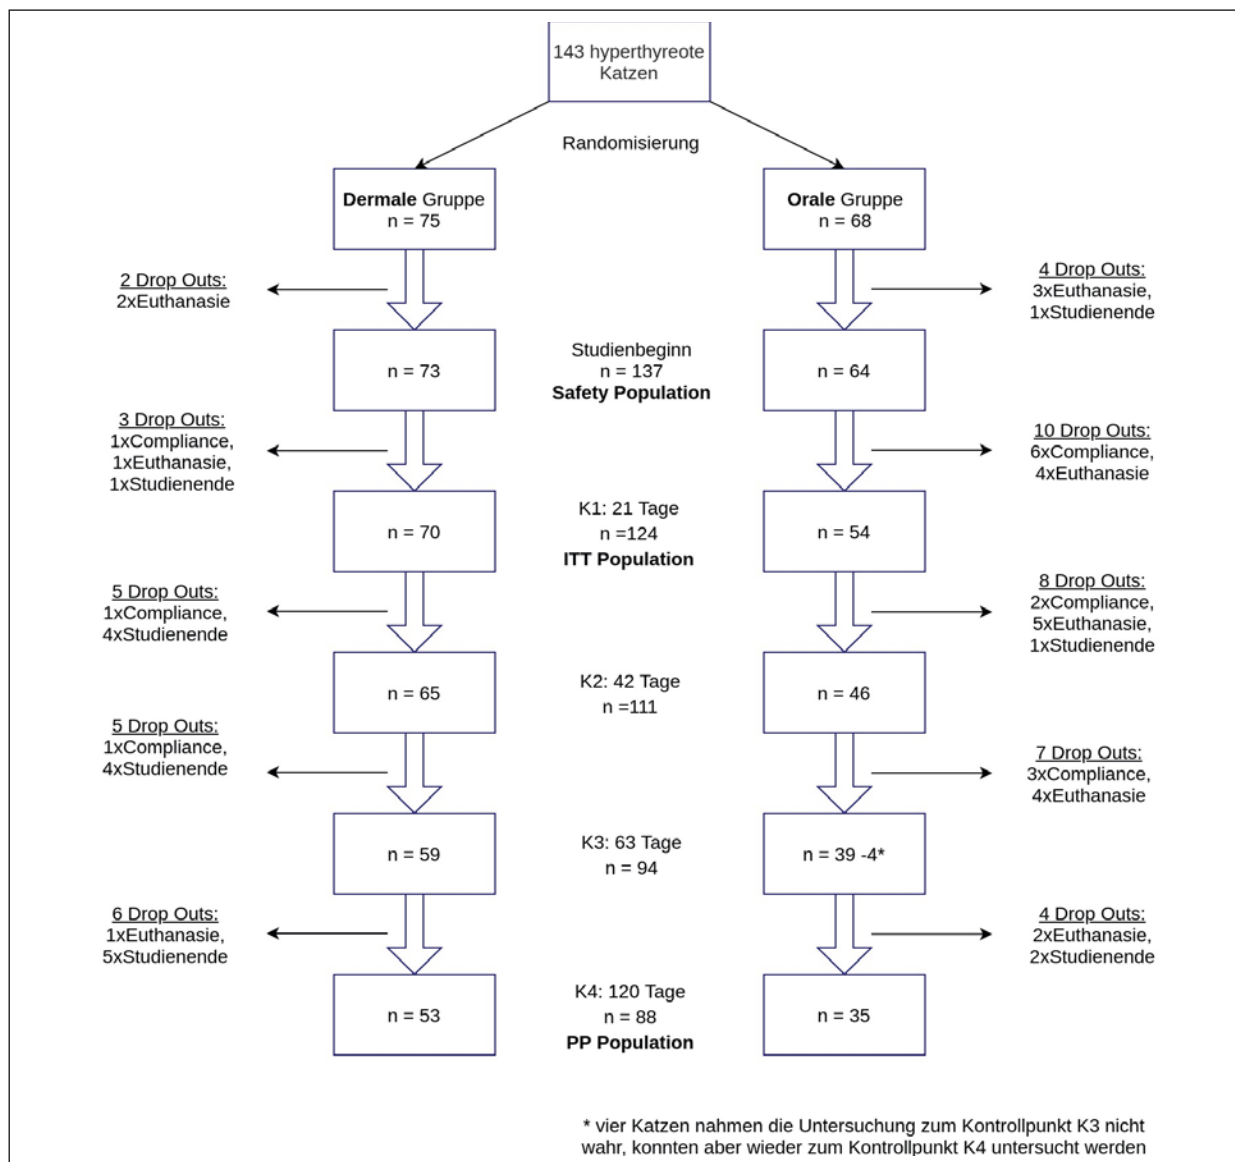 143 hyperthyreote
Katzen
Randomisierung
Dermale Gruppe
n = 75
Orale Gruppe
n = 68
2 Drop Outs:
2xEuthanasie
4 Drop Outs:
3xEuthanasie,
1xStudienende
n = 73
Studienbeginn
n = 137
Safety Population
n = 64
3 Drop Outs:
1xCompliance,
1xEuthanasie,
1xStudienende
10 Drop Outs:
6xCompliance,
4xEuthanasie
n = 70
K1: 21 Tage
n =124
ITT Population
n = 54
5 Drop Outs:
1xCompliance,
4xStudienende
8 Drop Outs:
2xCompliance,
5xEuthanasie,
1xStudienende
n = 65
K2: 42 Tage
n =111
n = 46
5 Drop Outs:
1xCompliance,
4xStudienende
7 Drop Outs:
3xCompliance,
4xEuthanasie
n = 59
K3: 63 Tage
n = 94
n = 39 -4*
6 Drop Outs:
1xEuthanasie,
5xStudienende
4 Drop Outs:
2xEuthanasie,
2xStudienende
n = 53
K4: 120 Tage
n = 88
PP Population
n = 35
* vier Katzen nahmen die Untersuchung zum Kontrollpunkt K3 nicht
wahr, konnten aber wieder zum Kontrollpunkt K4 untersucht werden